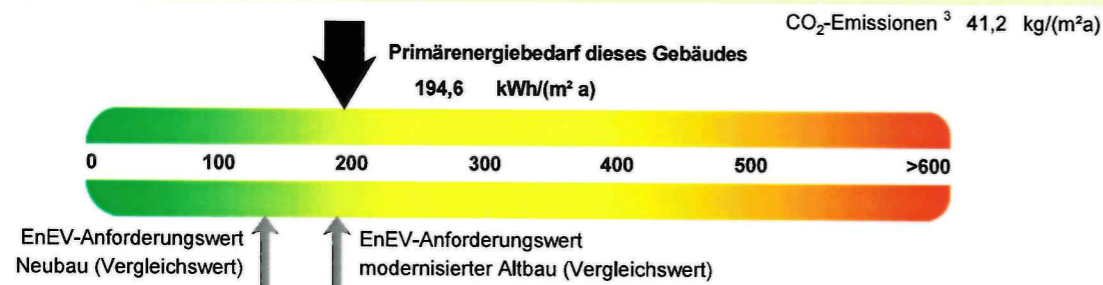 CO₂-Emissionen ³ 41,2 kg/(m²a)
Primärenergiebedarf dieses Gebäudes
194,6 kWh/(m² a)
0 100 200 300 400 500 >600
EnEV-Anforderungswert
Neubau (Vergleichswert)
EnEV-Anforderungswert
modernisierter Altbau (Vergleichswert)